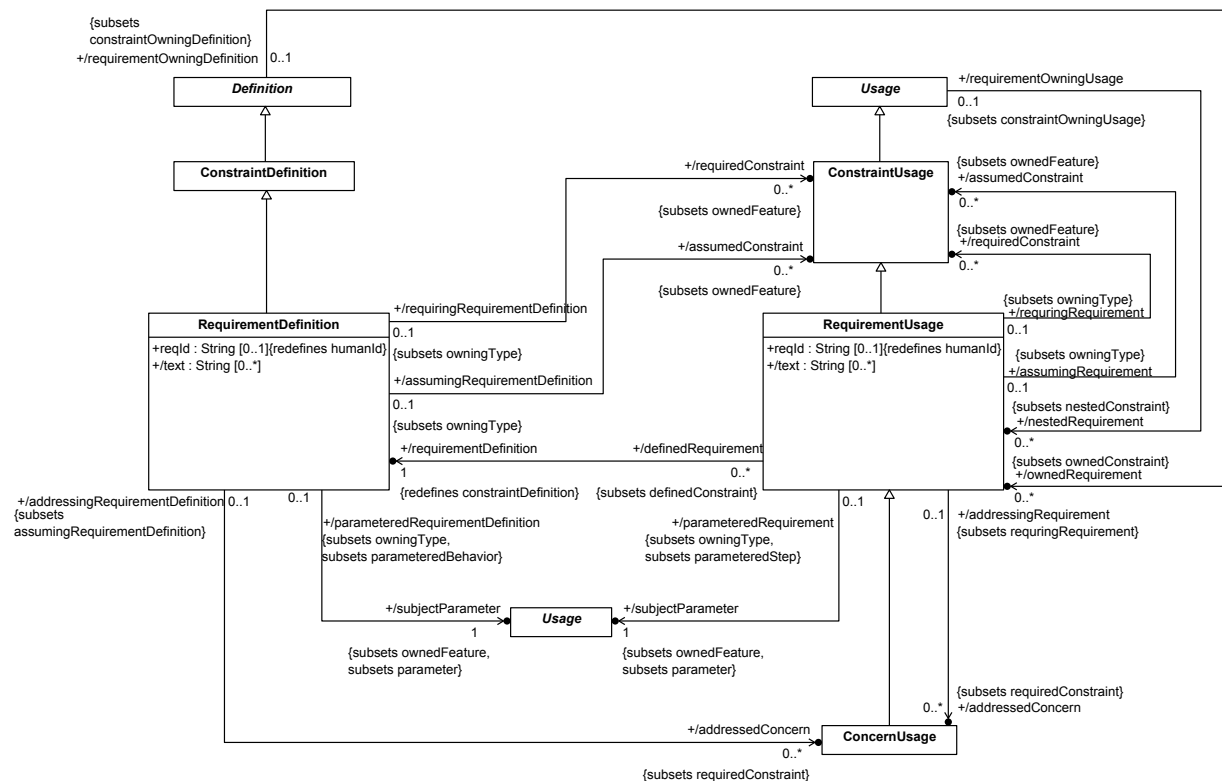 {subsets
constraintOwningDefinition}
+/requirementOwningDefinition
0..1
Definition
Usage
+/requirementOwningUsage
0..1
{subsets constraintOwningUsage}
ConstraintDefinition
+/requiredConstraint
0..*
{subsets ownedFeature}
ConstraintUsage
{subsets ownedFeature}
+/assumedConstraint
0..*
{subsets ownedFeature}
+/requiredConstraint
0..*
+/assumedConstraint
0..*
{subsets ownedFeature}
RequirementDefinition
+reqId : String [0..1]{redefines humanId}
+/text : String [0..*]
+/requiringRequirementDefinition
0..1
{subsets owningType}
+/assumingRequirementDefinition
0..1
{subsets owningType}
RequirementUsage
+reqId : String [0..1]{redefines humanId}
+/text : String [0..*]
{subsets owningType}
+/requringRequirement
0..1
{subsets owningType}
+/assumingRequirement
0..1
{subsets nestedConstraint}
+/nestedRequirement
0..*
{subsets ownedConstraint}
+/ownedRequirement
0..*
+/requirementDefinition
1
{redefines constraintDefinition}
+/definedRequirement
0..*
{subsets definedConstraint}
+/addressingRequirementDefinition
0..1
{subsets
assumingRequirementDefinition}
0..1
+/parameteredRequirementDefinition
{subsets owningType,
subsets parameteredBehavior}
0..1
+/parameteredRequirement
{subsets owningType,
subsets parameteredStep}
0..1
+/addressingRequirement
{subsets requringRequirement}
+/subjectParameter
1
{subsets ownedFeature,
subsets parameter}
Usage
+/subjectParameter
1
{subsets ownedFeature,
subsets parameter}
{subsets requiredConstraint}
0..*
+/addressedConcern
+/addressedConcern
0..*
{subsets requiredConstraint}
ConcernUsage